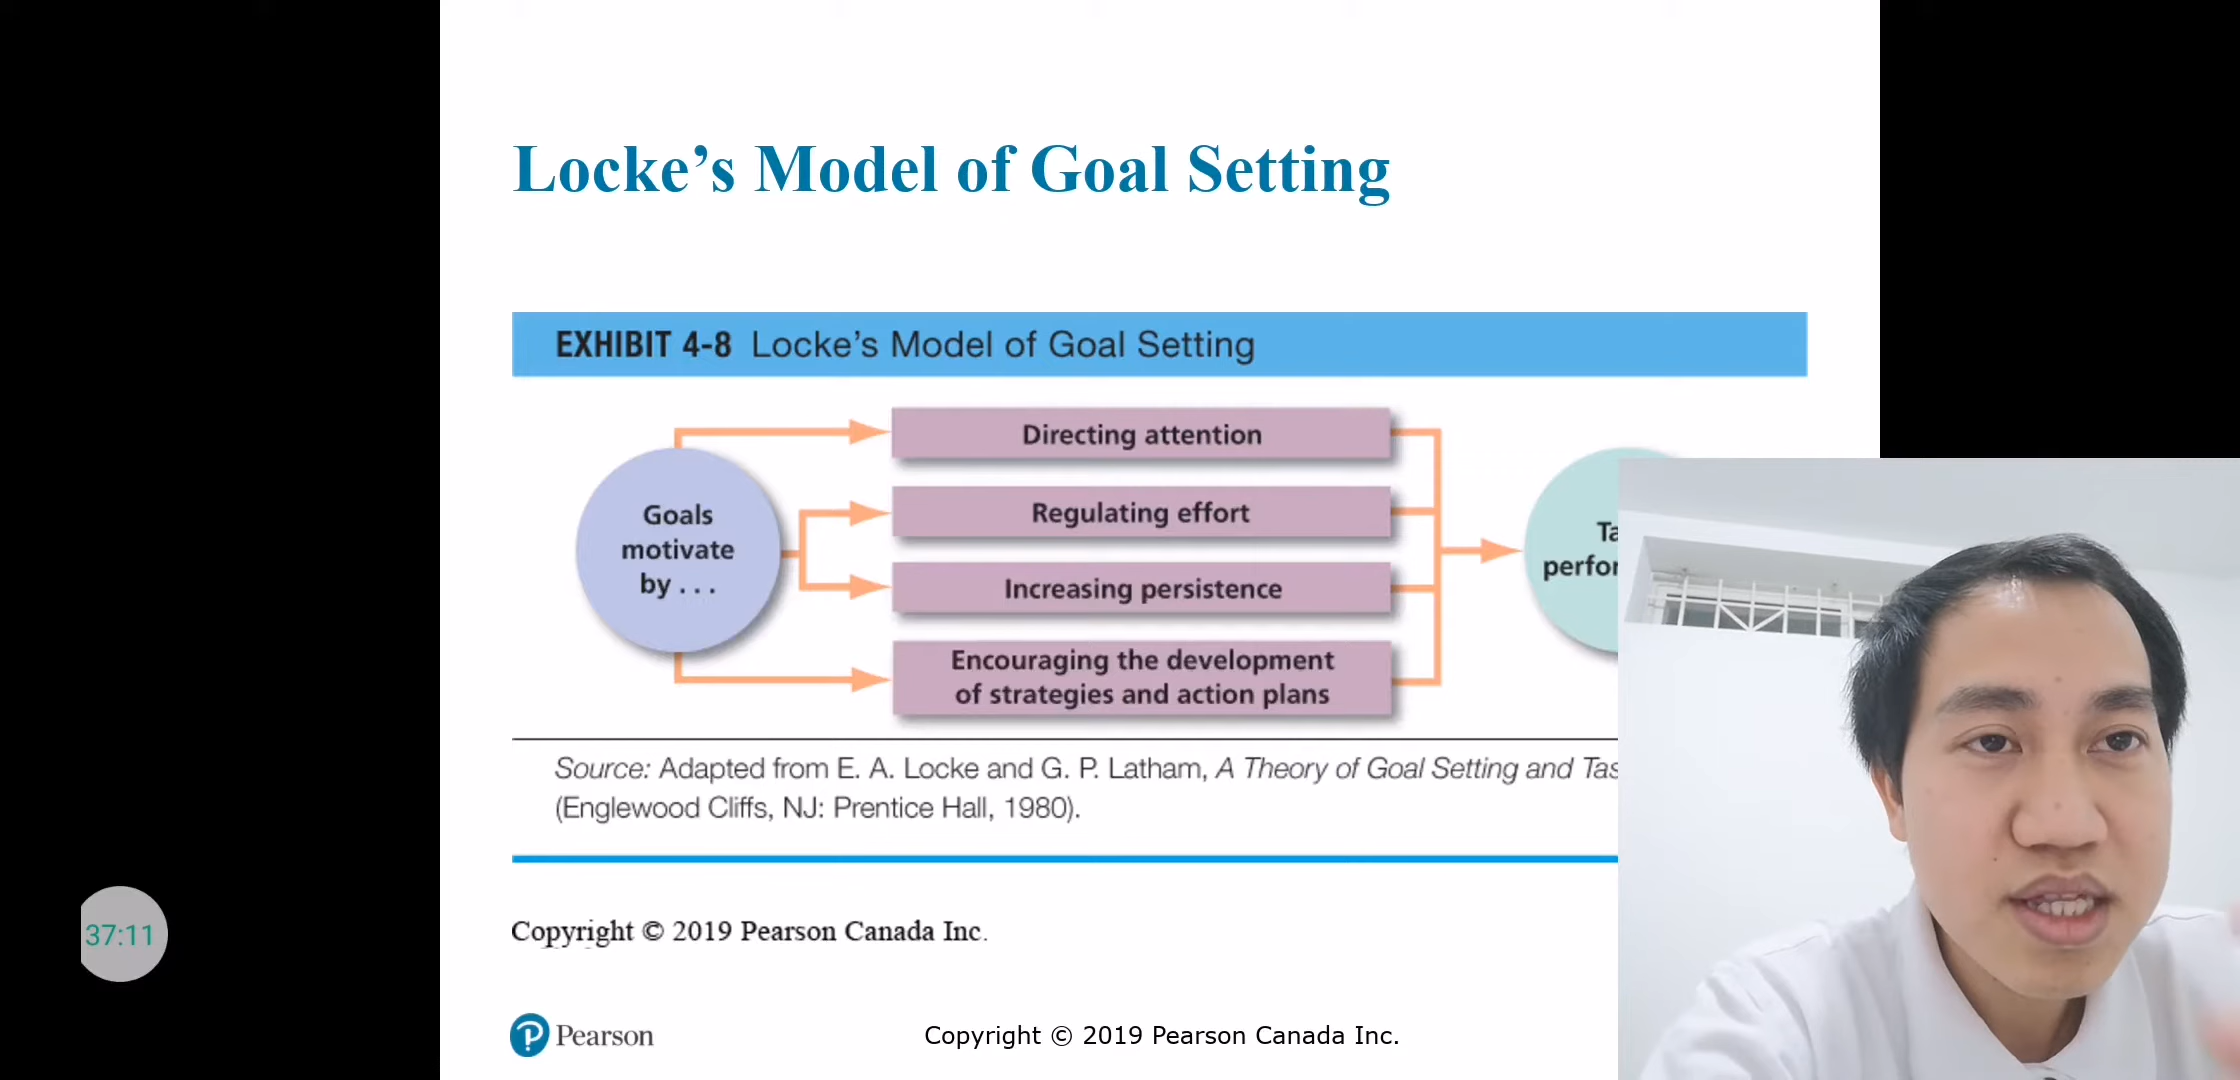 Locke’s Model of Goal Setting
EXHIBIT 4-8 Locke’s Model of Goal Setting
Directing attention
Goals
motivate
by . . .
Regulating effort
Increasing persistence
Encouraging the development
of strategies and action plans
Source: Adapted from E. A. Locke and G. P. Latham, A Theory of Goal Setting and
(Englewood Cliffs, NJ: Prentice Hall, 1980).
37:11
Copyright © 2019 Pearson Canada Inc.
Pearson
Copyright © 2019 Pearson Canada Inc.